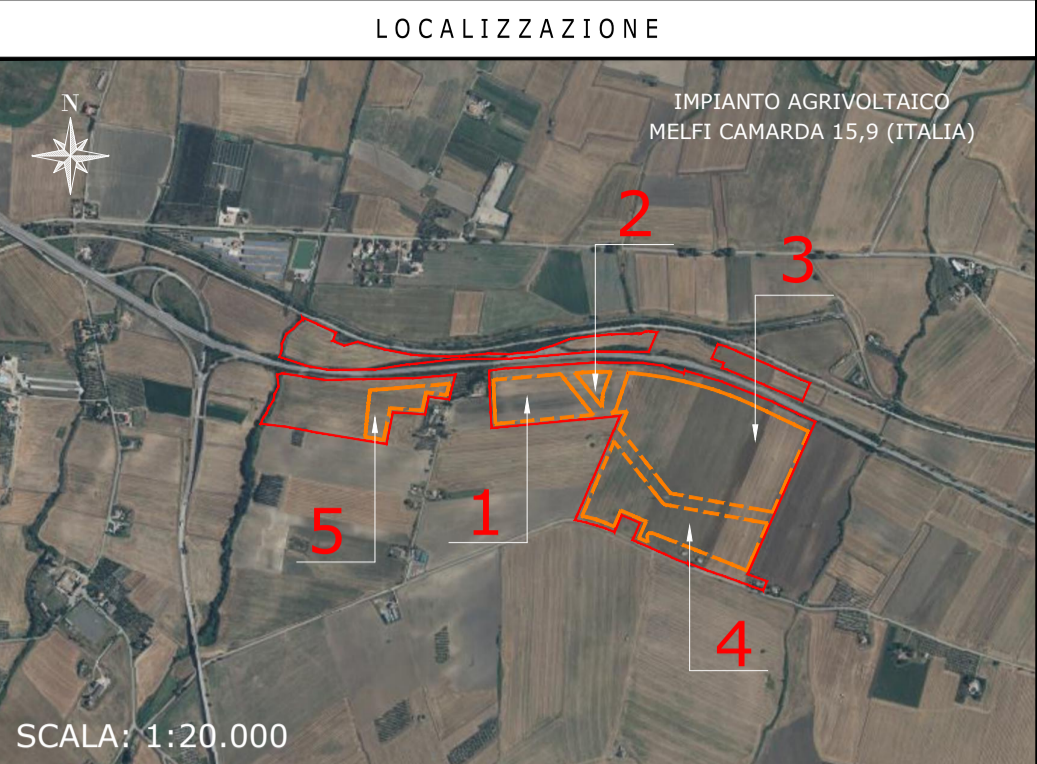 LOCALIZZAZIONE
N
IMPIANTO AGRIVOLTAICO
MELFI CAMARDA 15,9 (ITALIA)
2
3
1
5
4
SCALA: 1:20.000